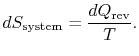 dS_system = dQ_rev / T.